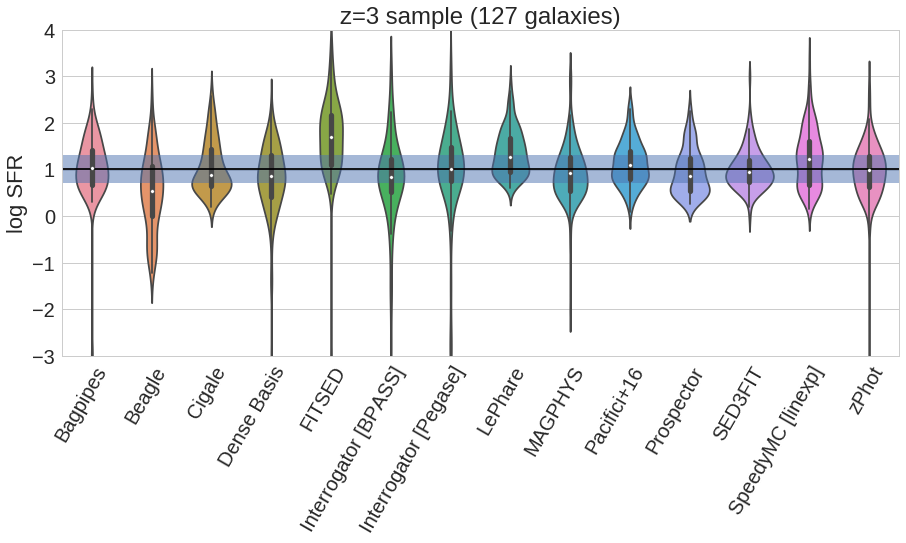 z=3 sample (127 galaxies)
4
3
2
1
0
−1
−2
−3
log SFR
Bagpipes
Beagle
Cigale
Dense Basis
FITSED
Interrogator [BPASS]
Interrogator [Pegase]
LePhare
MAGPHYS
Pacifici+16
Prospector
SED3FIT
SpeedyMC [linexp]
zPhot